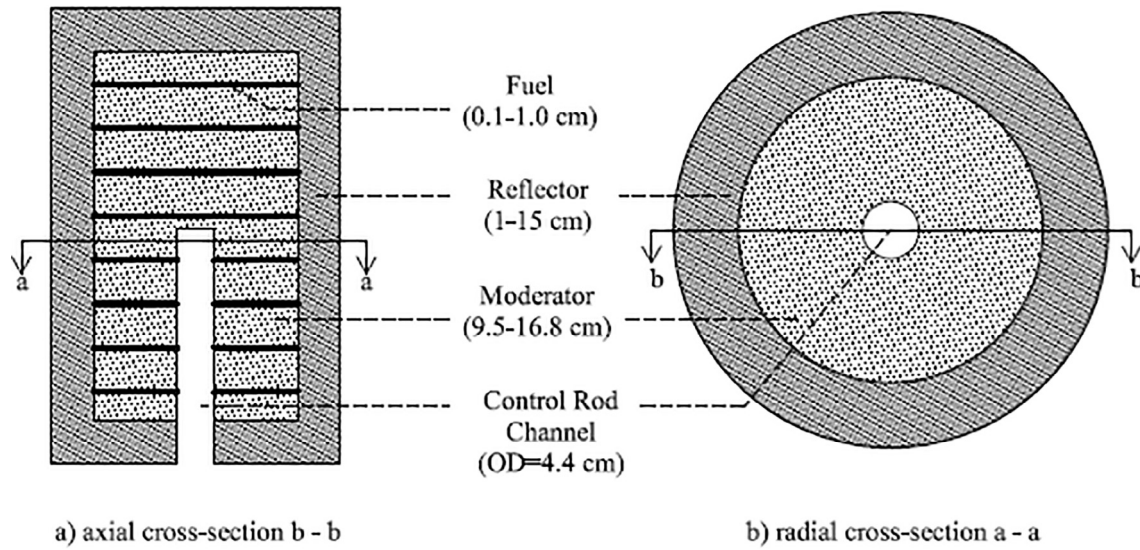 Fuel
(0.1-1.0 cm)
Reflector
(1-15 cm)
a
a
b
b
Moderator
(9.5-16.8 cm)
Control Rod
Channel
(OD=4.4 cm)
a) axial cross-section b - b
b) radial cross-section a - a